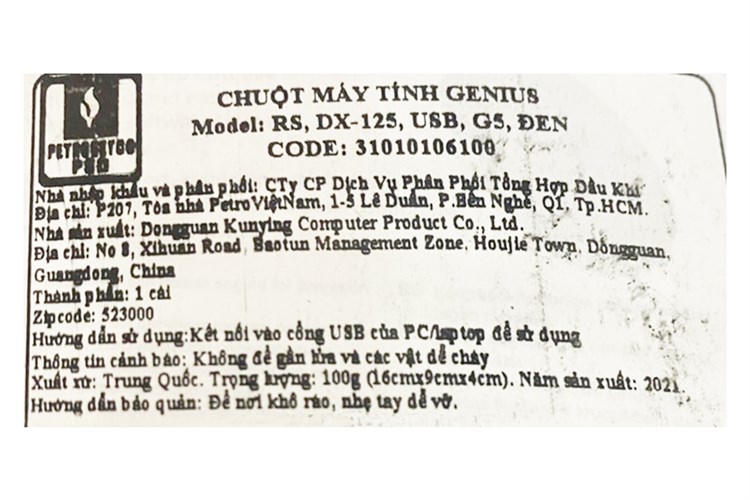 PETROSETCO
PSD
CHUỘT MÁY TÍNH GENIUS
Model: RS, DX-125, USB, G5, ĐEN
CODE: 31010106100
Nhà nhập khẩu và phân phối: CTy CP Dịch Vụ Phân Phối Tổng Hợp Dầu Khí
Địa chỉ: P207, Tòa nhà PetroViệtNam, 1-5 Lê Duẩn, P.Bến Nghé, Q1, Tp.HCM.
Nhà sản xuất: Dongguan Kunying Computer Product Co., Ltd.
Địa chỉ: No 8, Xihuan Road, Baotun Management Zone, Houjie Town, Dongguan,
Guangdong, China
Thành phần: 1 cái
Zipcode: 523000
Hướng dẫn sử dụng:Kết nối vào cổng USB của PC/laptop để sử dụng
Thông tin cảnh báo: Không để gần lửa và các vật dể cháy
Xuất xứ: Trung Quốc. Trọng lượng: 100g (16cmx9cmx4cm). Năm sản xuất: 2021.
Hướng dẩn bảo quản: Để nơi khô ráo, nhẹ tay dể vỡ.